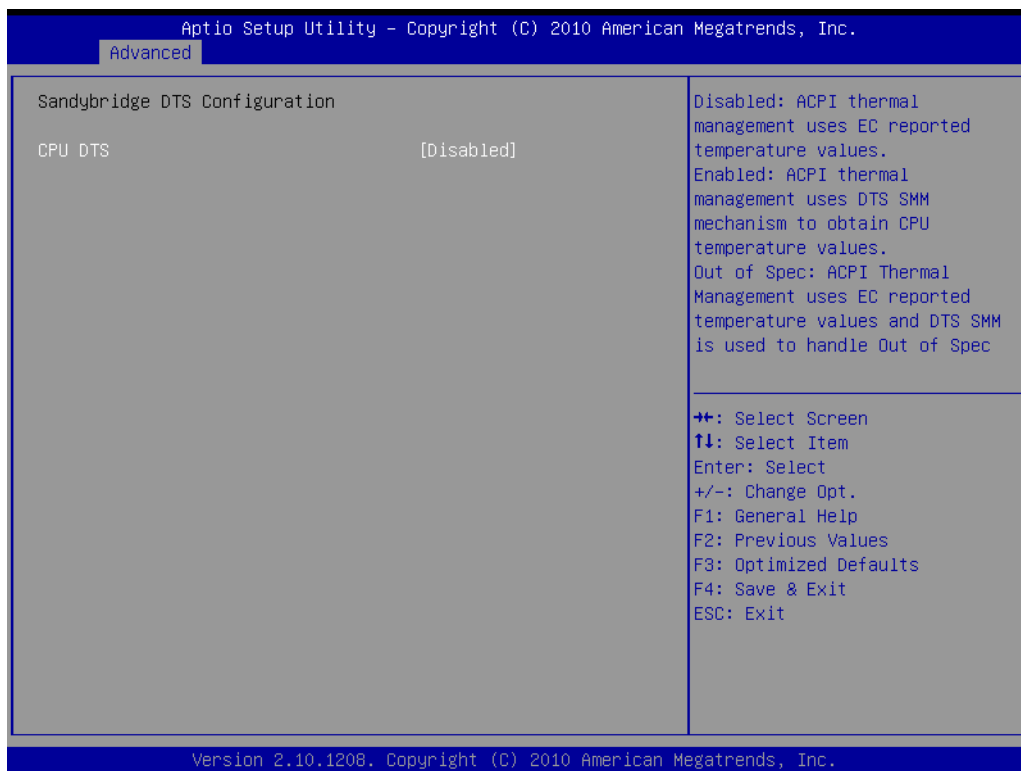 Aptio Setup Utility – Copyright (C) 2010 American Megatrends, Inc.
Advanced
Sandybridge DTS Configuration
CPU DTS [Disabled]
Disabled: ACPI thermal
management uses EC reported
temperature values.
Enabled: ACPI thermal
management uses DTS SMM
mechanism to obtain CPU
temperature values.
Out of Spec: ACPI Thermal
Management uses EC reported
temperature values and DTS SMM
is used to handle Out of Spec
→←: Select Screen
↑↓: Select Item
Enter: Select
+/-: Change Opt.
F1: General Help
F2: Previous Values
F3: Optimized Defaults
F4: Save & Exit
ESC: Exit
Version 2.10.1208. Copyright (C) 2010 American Megatrends, Inc.